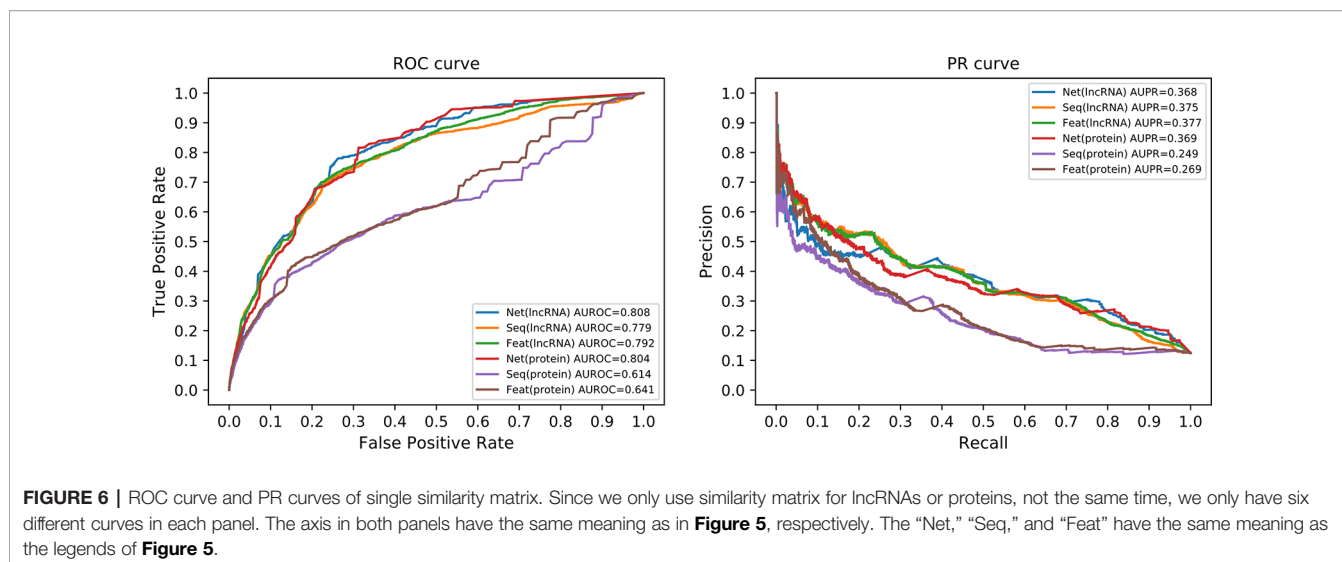 ROC curve
1.0
0.9
0.8
0.7
0.6
0.5
0.4
0.3
0.2
0.1
0.0
True Positive Rate
Net(lncRNA) AUROC=0.808
Seq(lncRNA) AUROC=0.779
Feat(lncRNA) AUROC=0.792
Net(protein) AUROC=0.804
Seq(protein) AUROC=0.614
Feat(protein) AUROC=0.641
0.0 0.1 0.2 0.3 0.4 0.5 0.6 0.7 0.8 0.9 1.0
False Positive Rate
PR curve
1.0
0.9
0.8
0.7
0.6
0.5
0.4
0.3
0.2
0.1
0.0
Precision
Net(lncRNA) AUPR=0.368
Seq(lncRNA) AUPR=0.375
Feat(lncRNA) AUPR=0.377
Net(protein) AUPR=0.369
Seq(protein) AUPR=0.249
Feat(protein) AUPR=0.269
0.0 0.1 0.2 0.3 0.4 0.5 0.6 0.7 0.8 0.9 1.0
Recall
FIGURE 6 | ROC curve and PR curves of single similarity matrix. Since we only use similarity matrix for lncRNAs or proteins, not the same time, we only have six
different curves in each panel. The axis in both panels have the same meaning as in Figure 5, respectively. The “Net,” “Seq,” and “Feat” have the same meaning as
the legends of Figure 5.